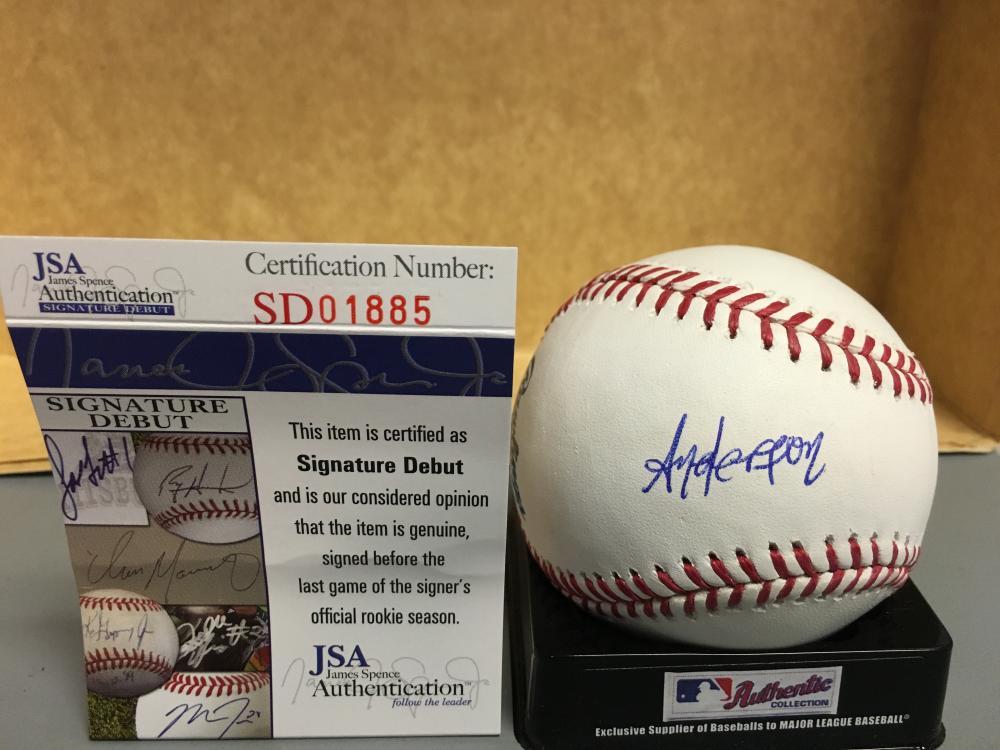 JSA
James Spence
Authentication
SIGNATURE DEBUT
Certification Number:
SD01885
SIGNATURE
DEBUT
This item is certified as
Signature Debut
and is our considered opinion
that the item is genuine,
signed before the
last game of the signer's
official rookie season.
JSA
James Spence
Authentication™
follow the leader
Anderson
Authentic
COLLECTION
Exclusive Supplier of Baseballs to MAJOR LEAGUE BASEBALL®